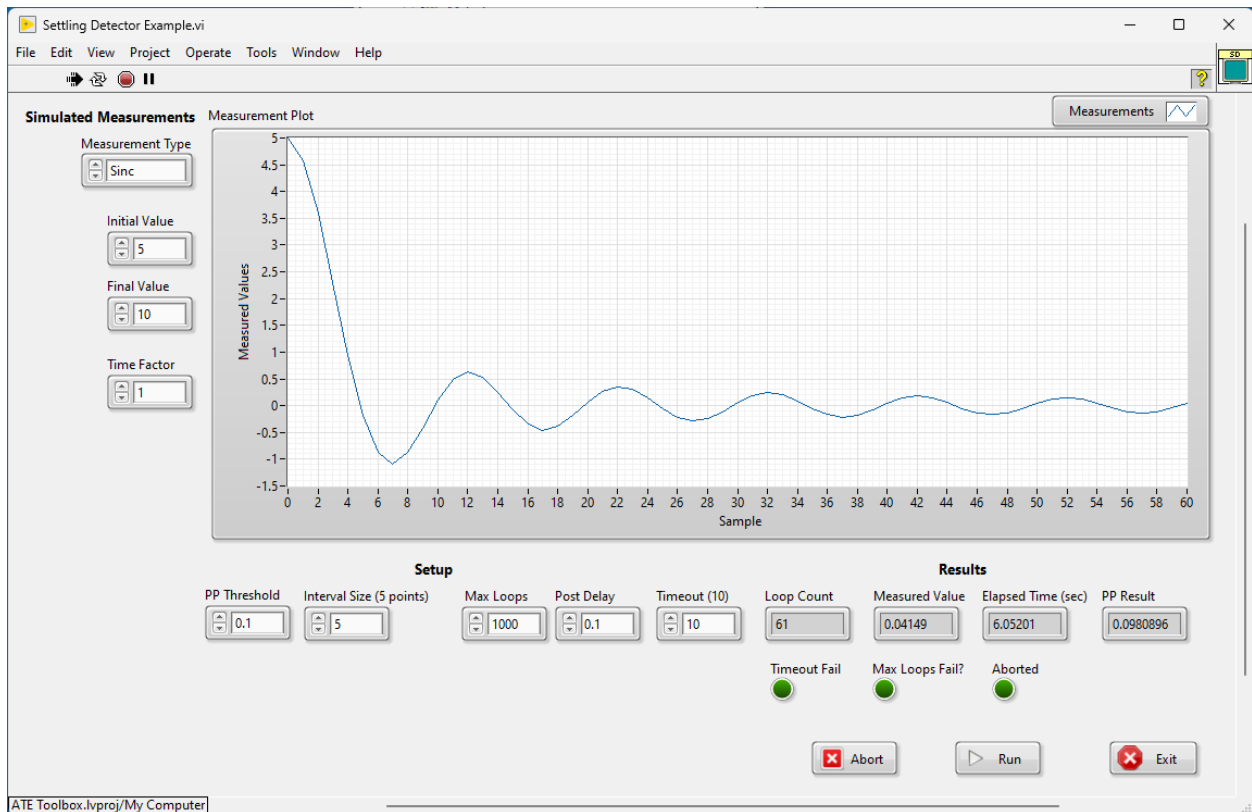 Settling Detector Example.vi
File Edit View Project Operate Tools Window Help
SD
?
Simulated Measurements
Measurement Type
Sinc
Initial Value
5
Final Value
10
Time Factor
1
Measurement Plot
Measurements
Measured Values
5
4.5
4
3.5
3
2.5
2
1.5
1
0.5
0
-0.5
-1
-1.5
0 2 4 6 8 10 12 14 16 18 20 22 24 26 28 30 32 34 36 38 40 42 44 46 48 50 52 54 56 58 60
Sample
Setup
PP Threshold Interval Size (5 points) Max Loops Post Delay Timeout (10)
0.1 5 1000 0.1 10
Results
Loop Count Measured Value Elapsed Time (sec) PP Result
61 0.04149 6.05201 0.0980896
Timeout Fail Max Loops Fail? Aborted
Abort Run Exit
ATE Toolbox.lvproj/My Computer